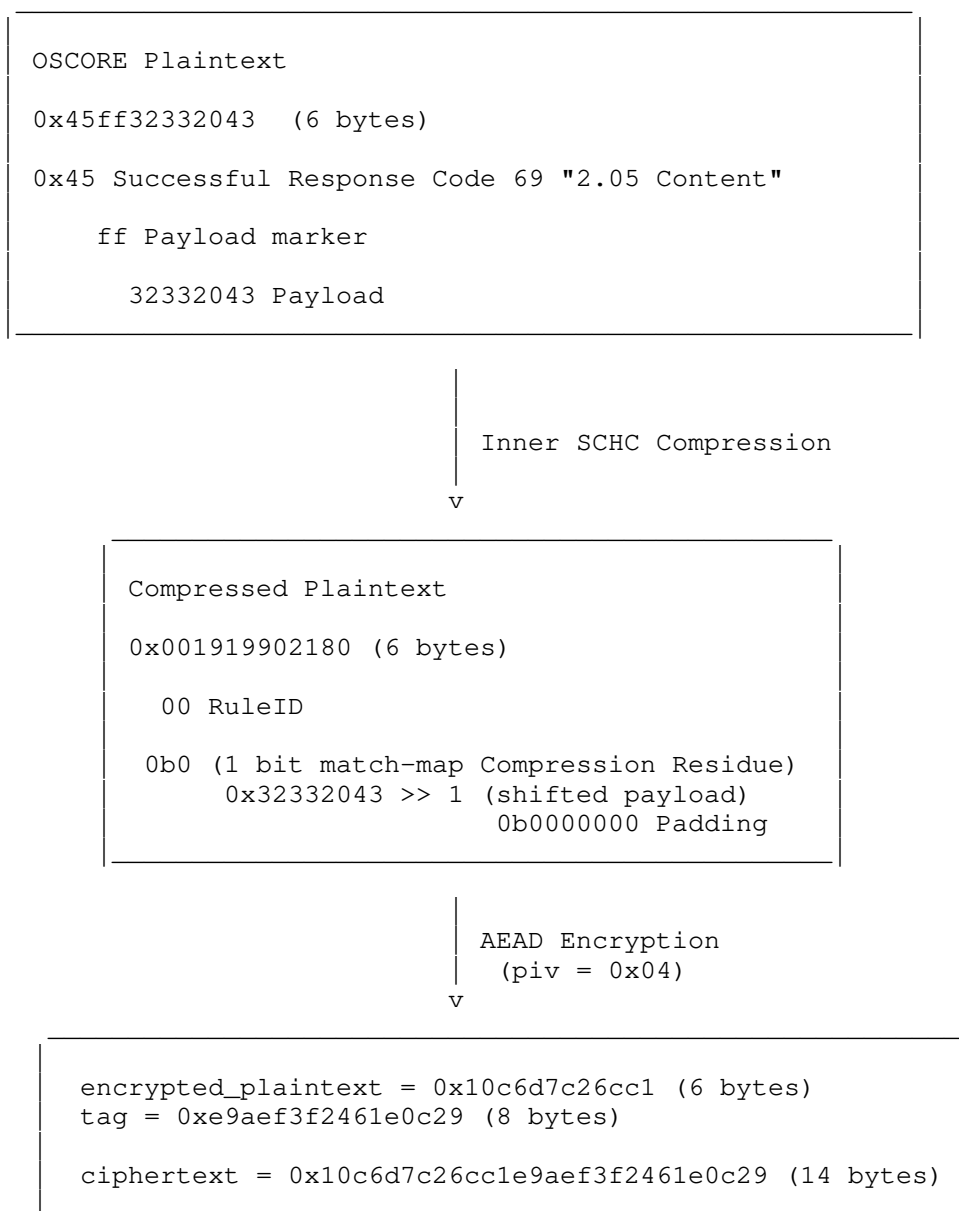 OSCORE Plaintext
0x45ff32332043 (6 bytes)
0x45 Successful Response Code 69 "2.05 Content"
ff Payload marker
32332043 Payload
Inner SCHC Compression
v
Compressed Plaintext
0x001919902180 (6 bytes)
00 RuleID
0b0 (1 bit match-map Compression Residue)
0x32332043 >> 1 (shifted payload)
0b0000000 Padding
AEAD Encryption
(piv = 0x04)
v
encrypted_plaintext = 0x10c6d7c26cc1 (6 bytes)
tag = 0xe9aef3f2461e0c29 (8 bytes)
ciphertext = 0x10c6d7c26cc1e9aef3f2461e0c29 (14 bytes)